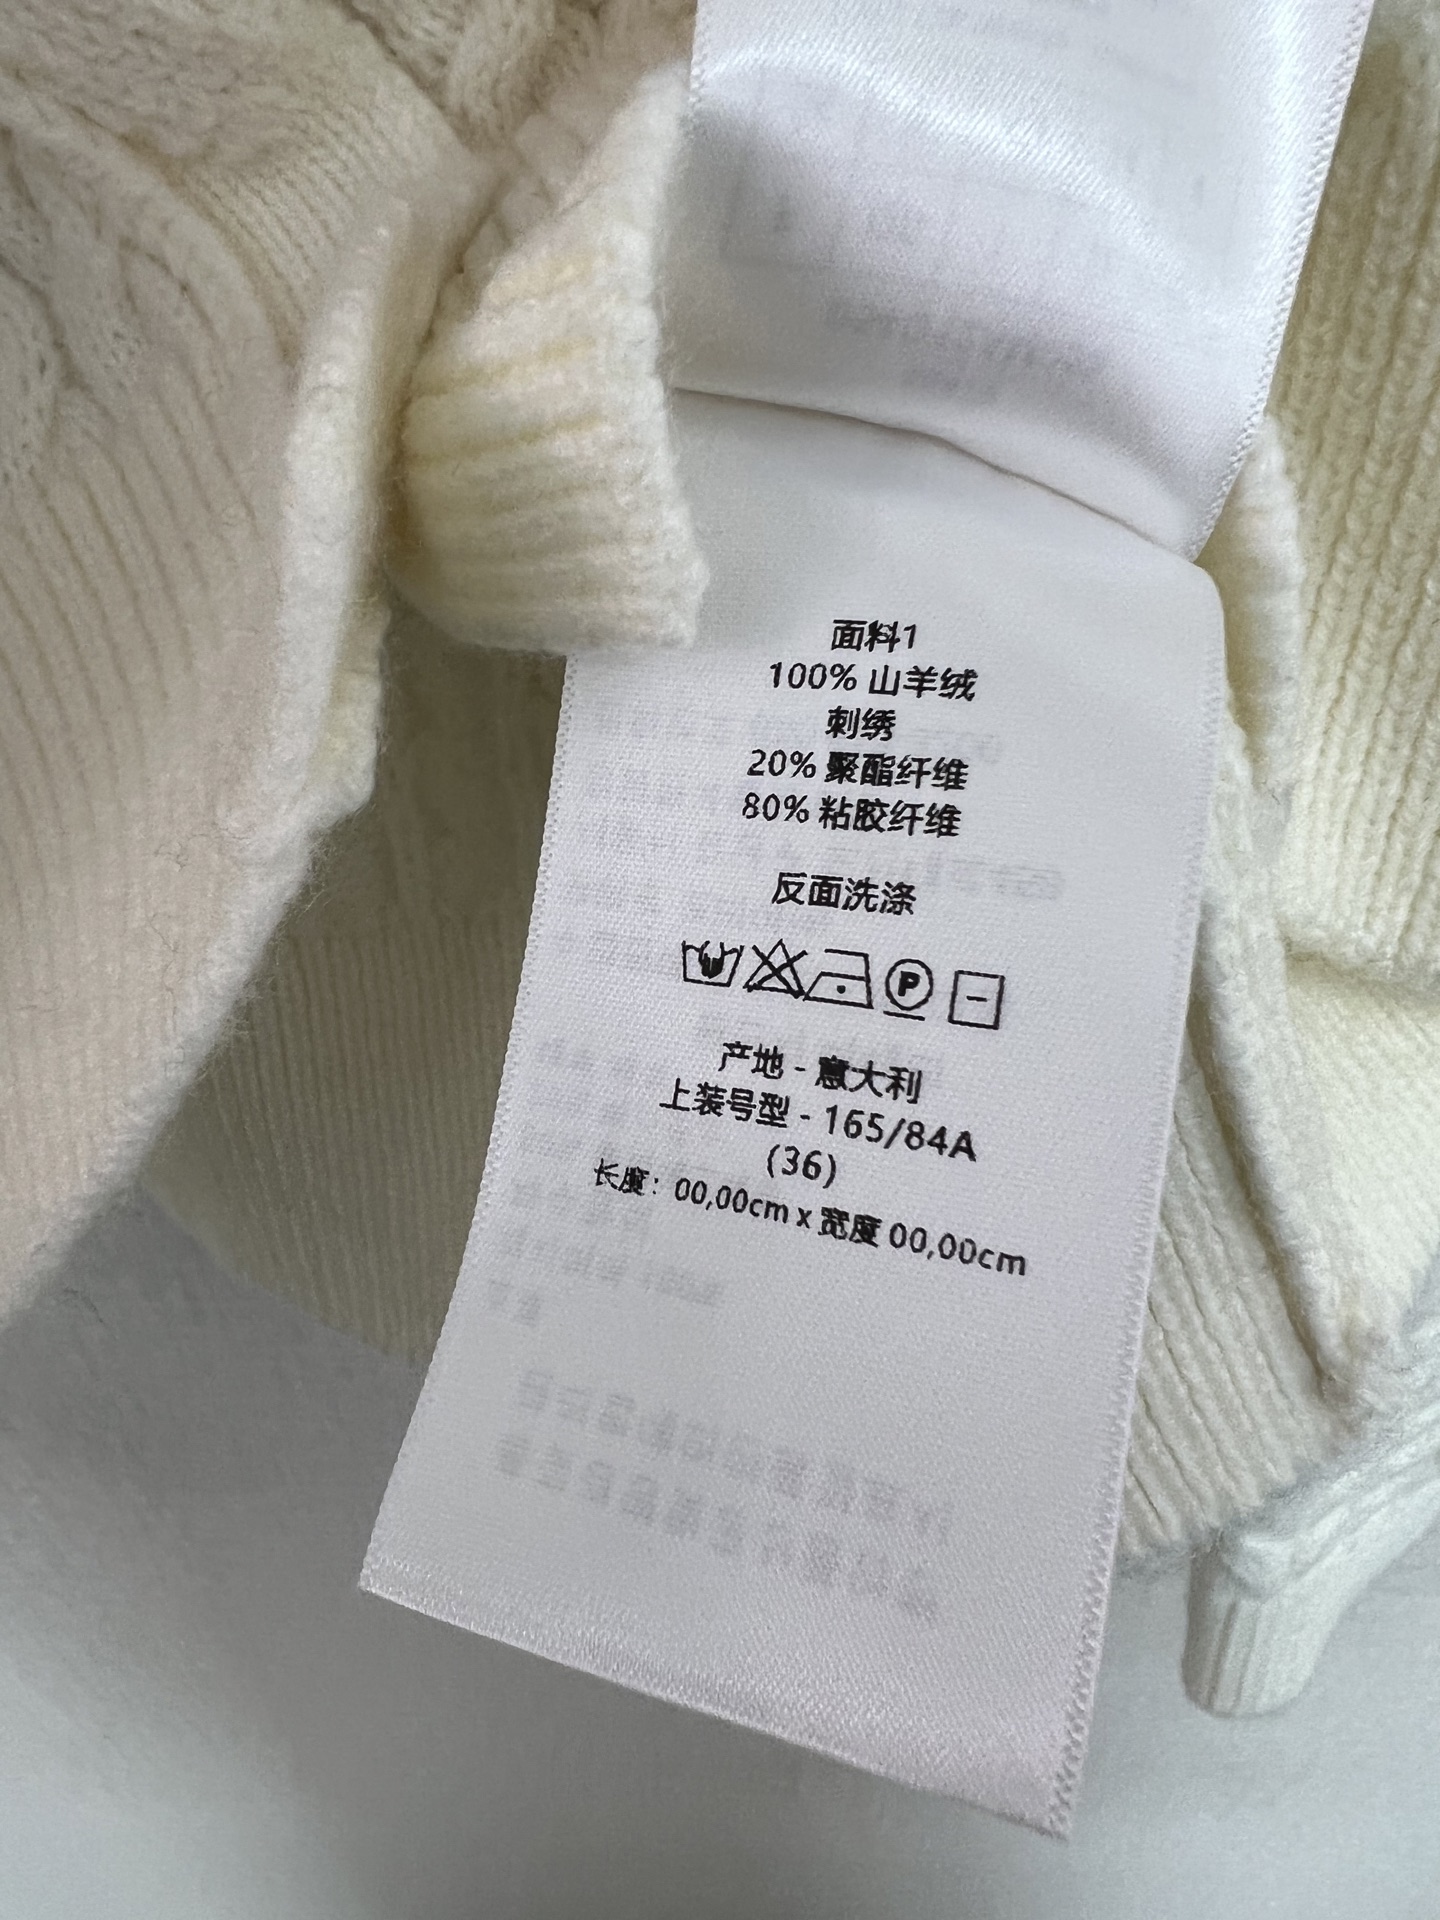 面料1
100% 山羊绒
刺绣
20% 聚酯纤维
80% 粘胶纤维
反面洗涤
P
产地 - 意大利
上装号型 - 165/84A
(36)
长度：00,00cm x 宽度 00,00cm